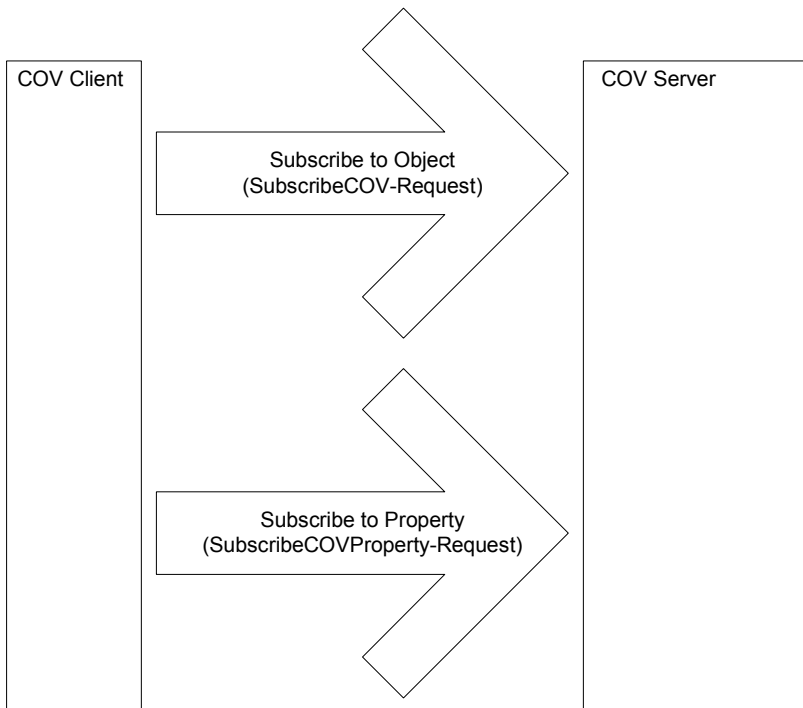 COV Client
COV Server
Subscribe to Object
(SubscribeCOV-Request)
Subscribe to Property
(SubscribeCOVProperty-Request)